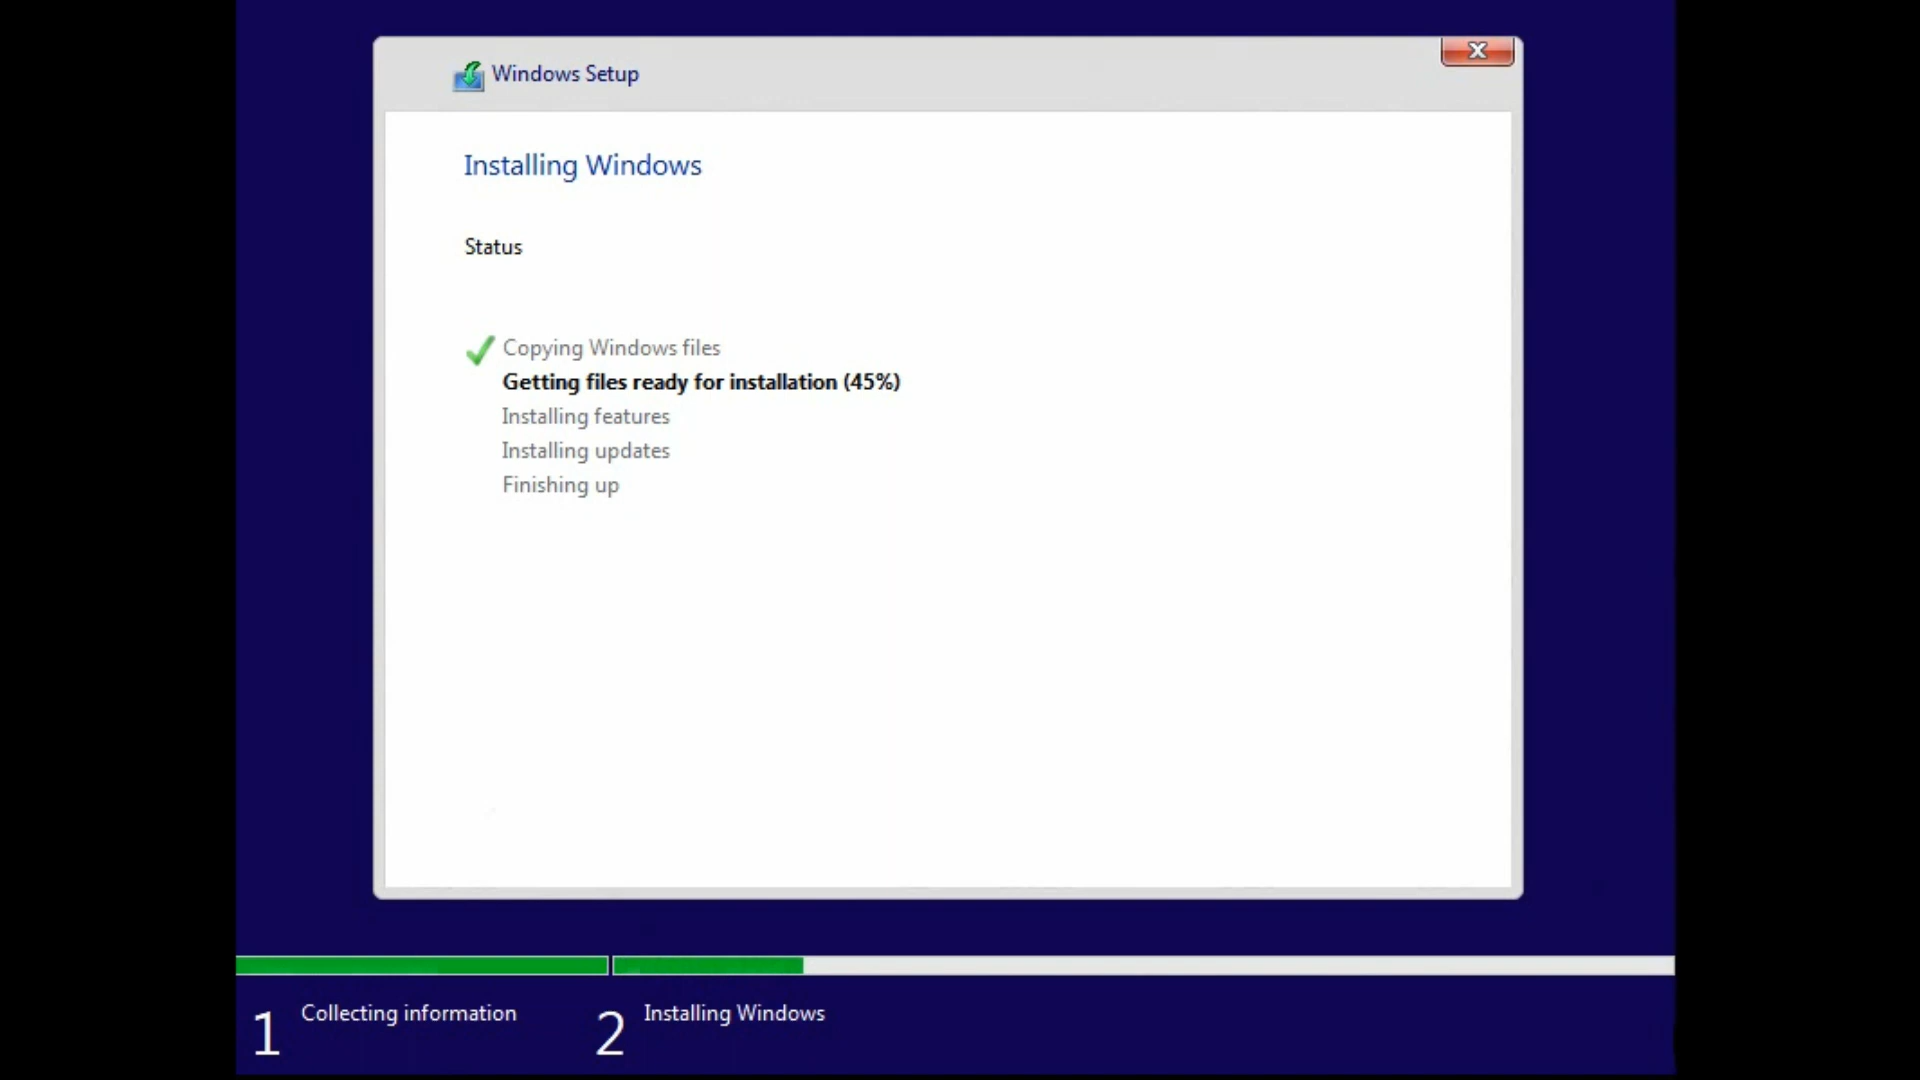 Windows Setup
Installing Windows
Status
Copying Windows files
Getting files ready for installation (45%)
Installing features
Installing updates
Finishing up
1 Collecting information
2 Installing Windows